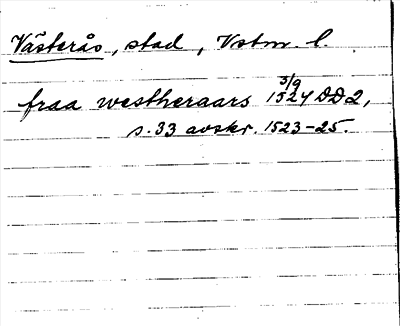 Västerås, stad, Vstm. l.
fraa westheraars 3/9 1524 DD2,
s. 33 avskr. 1523-25.